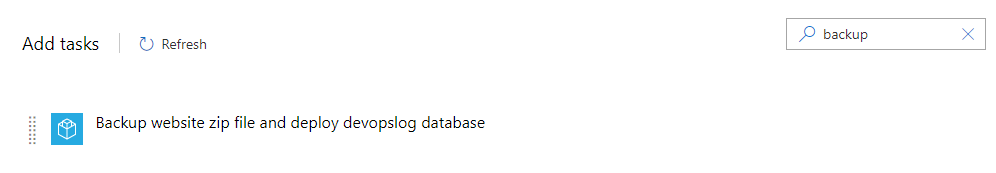 Add tasks
Refresh
backup
Backup website zip file and deploy devopslog database